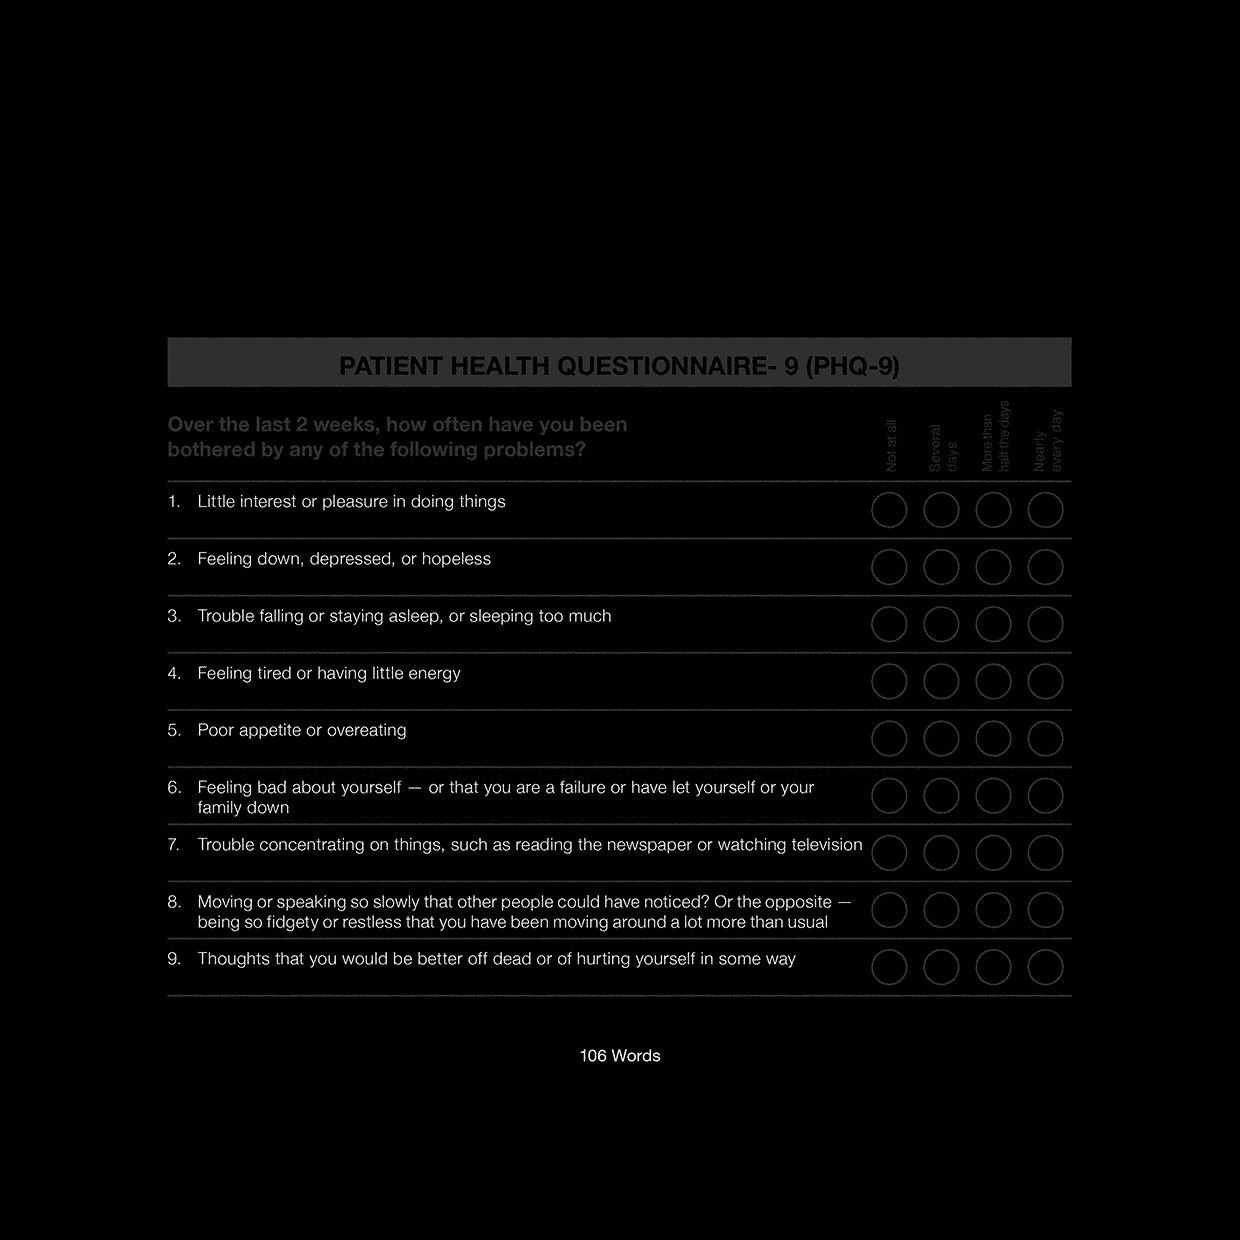 PATIENT HEALTH QUESTIONNAIRE- 9 (PHQ-9)
Over the last 2 weeks, how often have you been
bothered by any of the following problems?
Not at all
Several
days
More than
half the days
Nearly
every day
1. Little interest or pleasure in doing things
2. Feeling down, depressed, or hopeless
3. Trouble falling or staying asleep, or sleeping too much
4. Feeling tired or having little energy
5. Poor appetite or overeating
6. Feeling bad about yourself — or that you are a failure or have let yourself or your
family down
7. Trouble concentrating on things, such as reading the newspaper or watching television
8. Moving or speaking so slowly that other people could have noticed? Or the opposite —
being so fidgety or restless that you have been moving around a lot more than usual
9. Thoughts that you would be better off dead or of hurting yourself in some way
106 Words